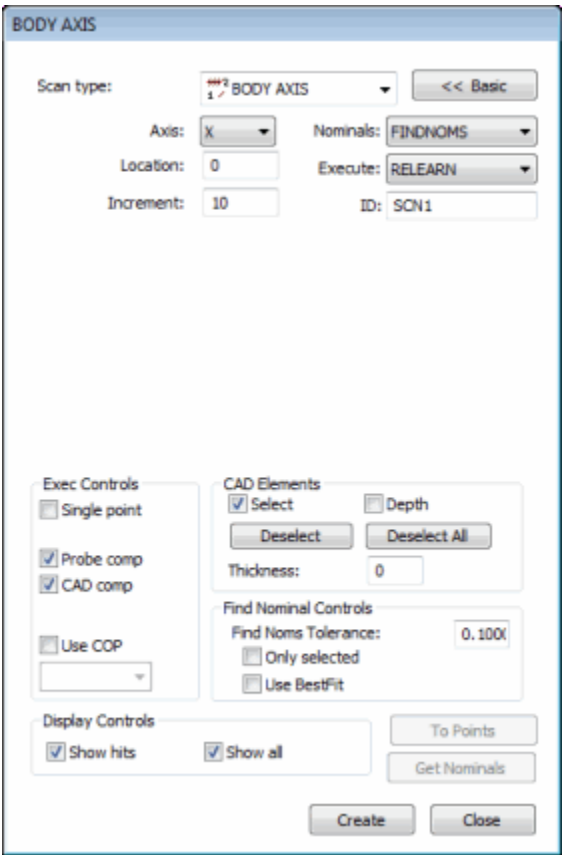 BODY AXIS
Scan type: BODY AXIS << Basic
Axis: X Nominals: FINDNOMS
Location: 0 Execute: RELEARN
Increment: 10 ID: SCN1
Exec Controls
Single point
Probe comp
CAD comp
Use COP
CAD Elements
Select Depth
Deselect Deselect All
Thickness: 0
Find Nominal Controls
Find Noms Tolerance: 0.100
Only selected
Use BestFit
Display Controls
Show hits Show all
To Points
Get Nominals
Create Close